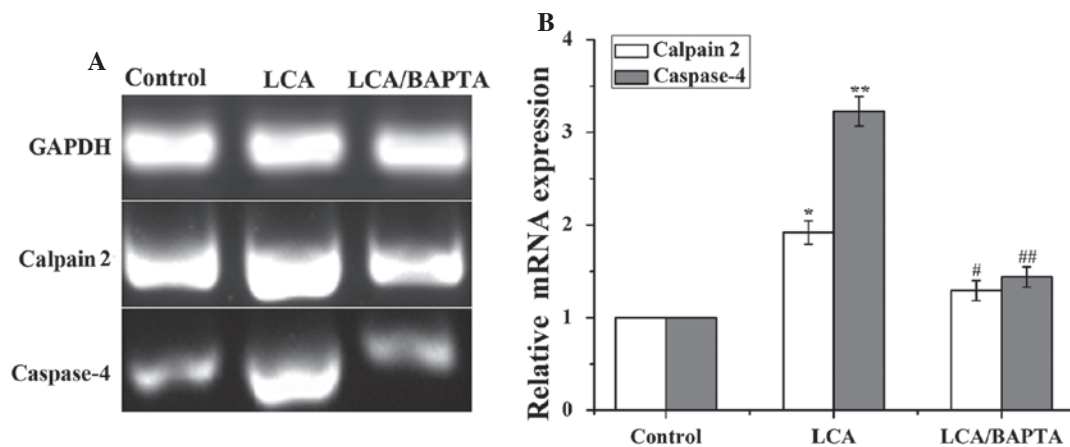 A
Control LCA LCA/BAPTA
GAPDH
Calpain 2
Caspase-4
B
Relative mRNA expression
4
3
2
1
0
Calpain 2
Caspase-4
*
**
#
##
Control LCA LCA/BAPTA